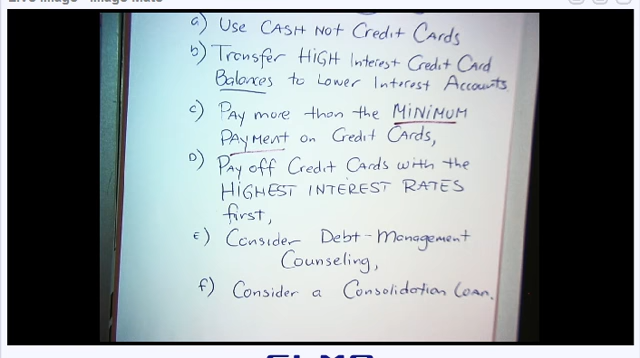 a) Use CASH NOT Credit Cards
b) Transfer HIGH Interest Credit Card
Balances to Lower Interest Accounts
c) Pay more than the MINIMUM
PAYMENT on Credit Cards,
D) Pay off Credit Cards with the
HIGHEST INTEREST RATES
first,
E) Consider Debt-Management
Counseling,
f) Consider a Consolidation Loan.